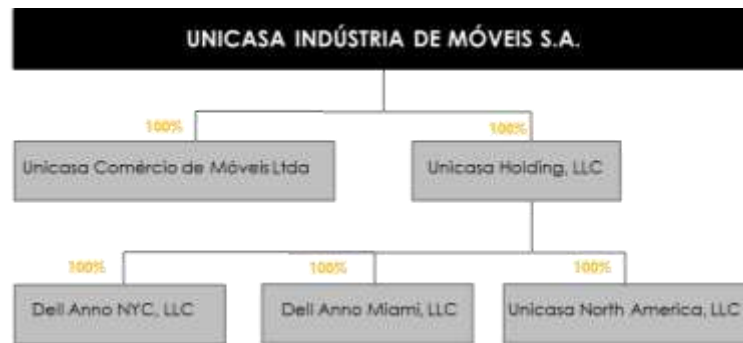 UNICASA INDÚSTRIA DE MÓVEIS S.A.
100%
100%
Unicasa Comércio de Móveis Ltda
Unicasa Holding, LLC
100%
100%
100%
Dell Anno NYC, LLC
Dell Anno Miami, LLC
Unicasa North America, LLC